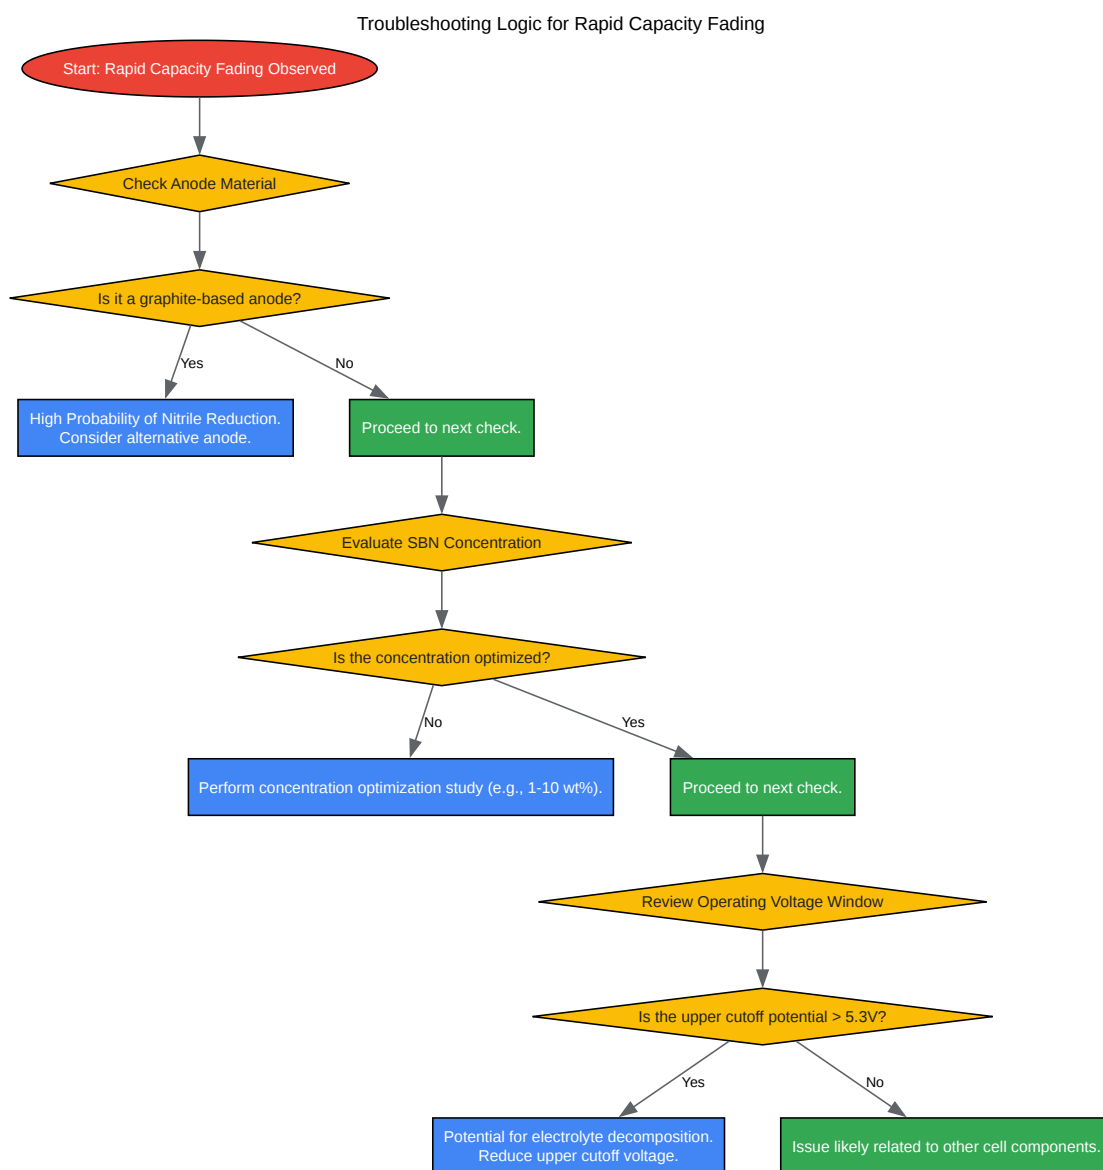 Troubleshooting Logic for Rapid Capacity Fading
Start: Rapid Capacity Fading Observed
Check Anode Material
Is it a graphite-based anode?
Yes
No
High Probability of Nitrile Reduction.
Consider alternative anode.
Proceed to next check.
Evaluate SBN Concentration
Is the concentration optimized?
No
Yes
Perform concentration optimization study (e.g., 1-10 wt%).
Proceed to next check.
Review Operating Voltage Window
Is the upper cutoff potential > 5.3V?
Yes
No
Potential for electrolyte decomposition.
Reduce upper cutoff voltage.
Issue likely related to other cell components.